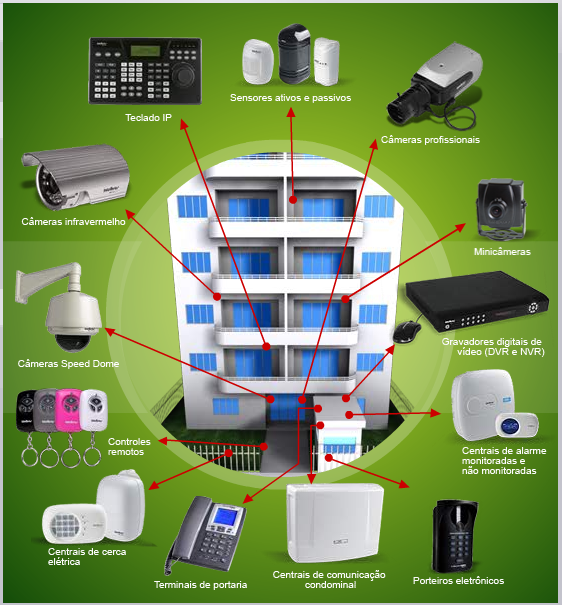 Teclado IP
Sensores ativos e passivos
Câmeras profissionais
Câmeras infravermelho
Minicâmeras
Câmeras Speed Dome
Gravadores digitais de
vídeo (DVR e NVR)
Controles
remotos
Centrais de alarme
monitoradas e
não monitoradas
Centrais de cerca
elétrica
Terminais de portaria
Centrais de comunicação
condominal
Porteiros eletrônicos